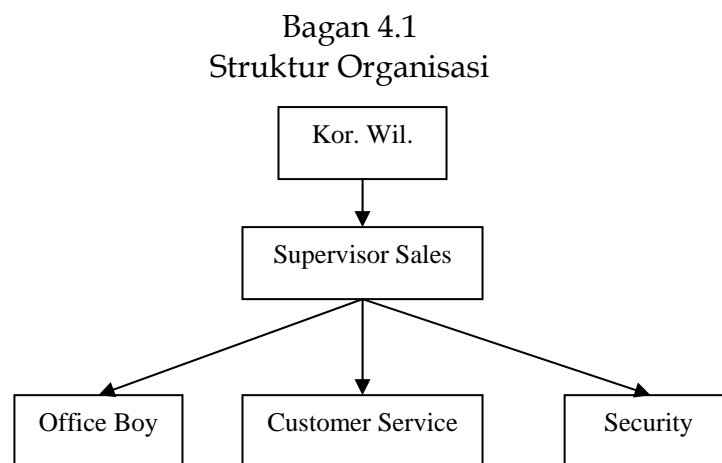 Bagan 4.1
Struktur Organisasi
Kor. Wil.
Supervisor Sales
Office Boy
Customer Service
Security